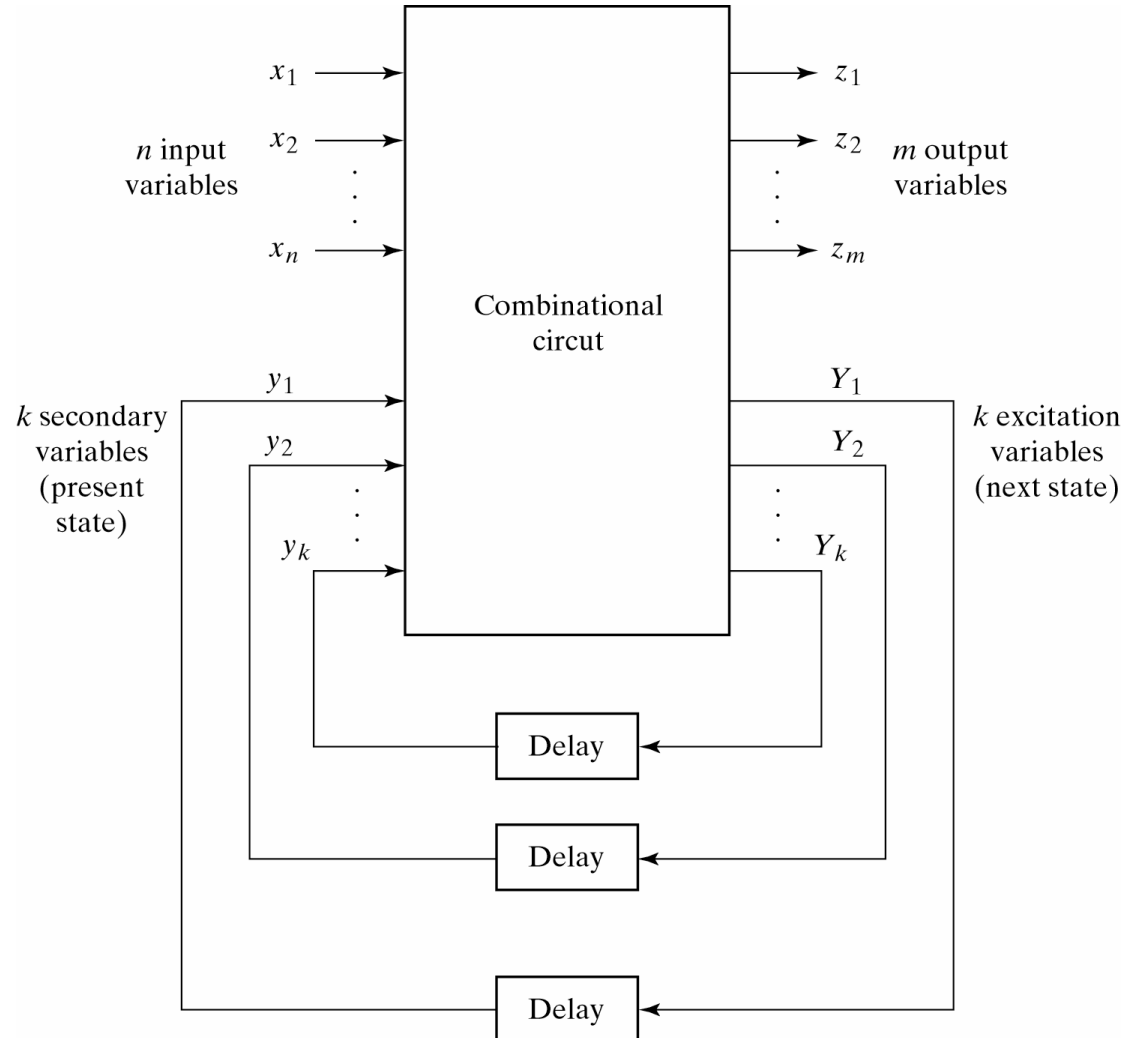 x1
z1
n input
variables
x2
z2
m output
variables
. . .
. . .
xn
zm
Combinational
circut
k secondary
variables
(present
state)
y1
Y1
k excitation
variables
(next state)
y2
Y2
. . .
. . .
yk
Yk
Delay
Delay
Delay